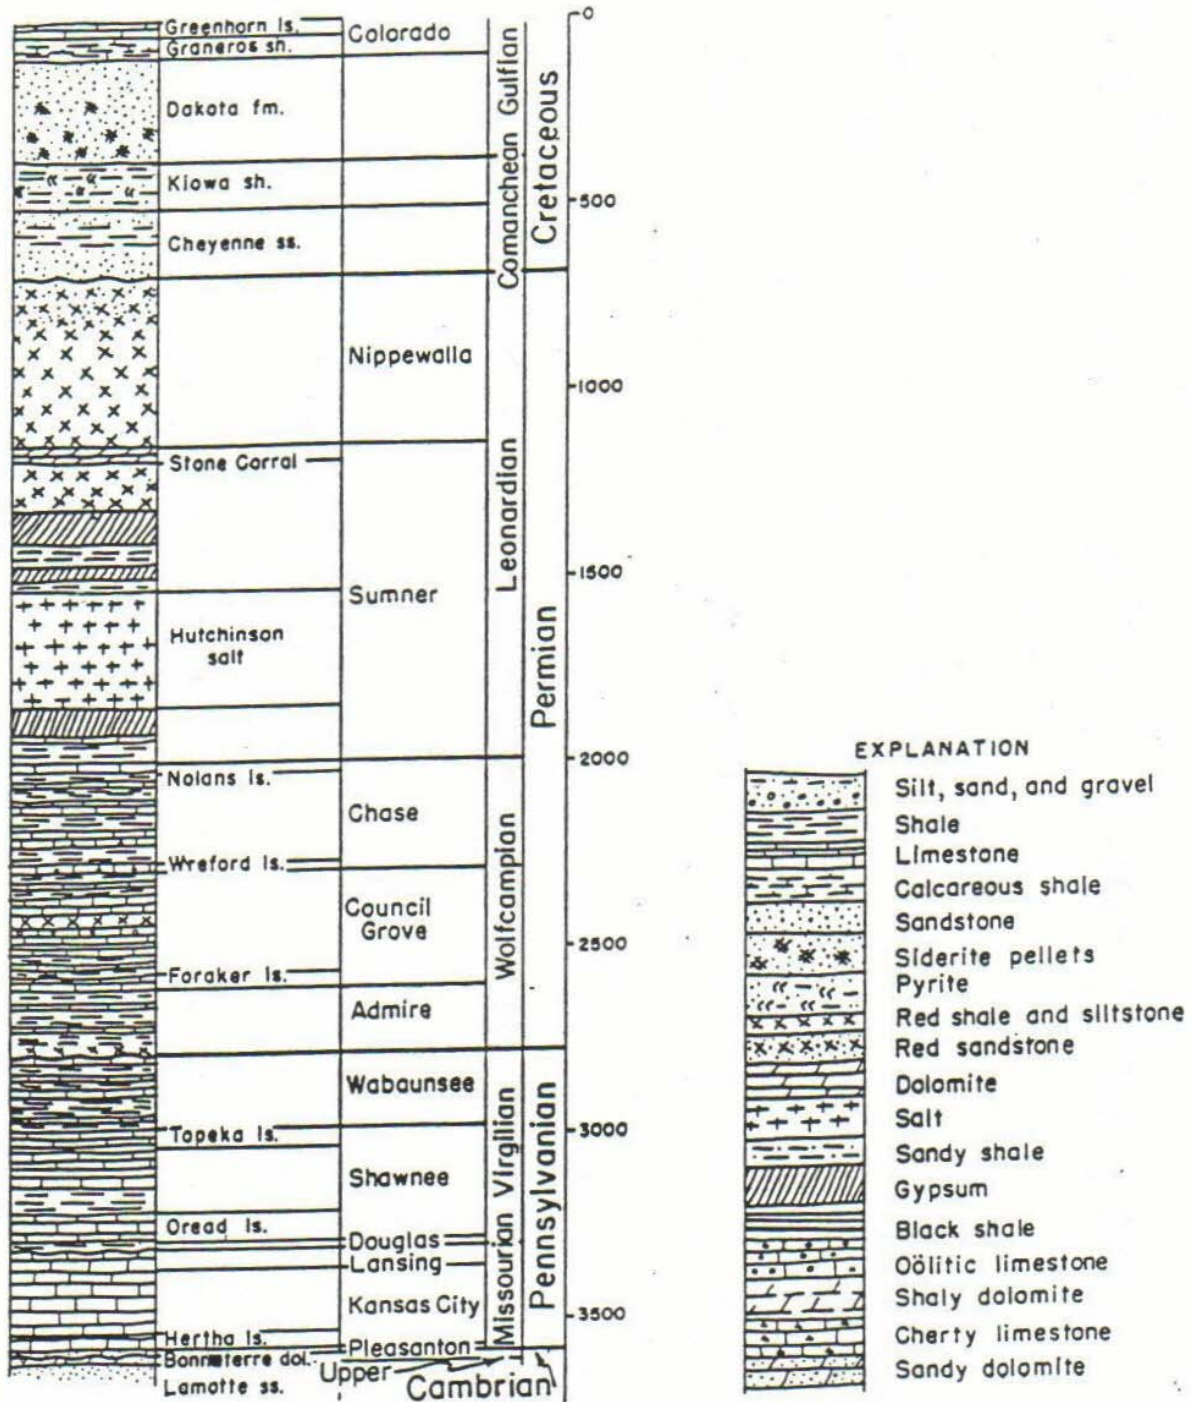 Greenhorn ls.
Graneros sh.
Dakota fm.
Kiowa sh.
Cheyenne ss.
Stone Corral
Hutchinson
salt
Nolans ls.
Wreford ls.
Foraker ls.
Topeka ls.
Oread ls.
Hertha ls.
Bonneterre dol.
Lamotte ss.
Colorado
Nippewalla
Sumner
Chase
Council
Grove
Admire
Wabaunsee
Shawnee
Douglas
Lansing
Kansas City
Pleasanton
Upper
Cambrian
Gulfian
Comanchean
Leonardian
Wolfcampian
Virgilian
Missourian
Cretaceous
Permian
Pennsylvanian
0
500
1000
1500
2000
2500
3000
3500
EXPLANATION
Silt, sand, and gravel
Shale
Limestone
Calcareous shale
Sandstone
Siderite pellets
Pyrite
Red shale and siltstone
Red sandstone
Dolomite
Salt
Sandy shale
Gypsum
Black shale
Oölitic limestone
Shaly dolomite
Cherty limestone
Sandy dolomite